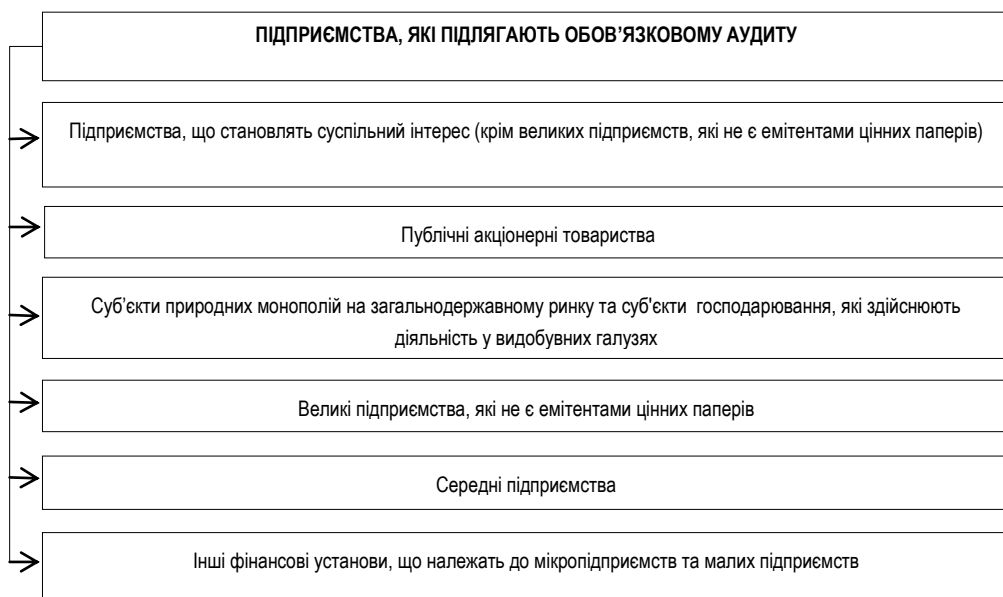 ПІДПРИЄМСТВА, ЯКІ ПІДЛЯГАЮТЬ ОБОВ’ЯЗКОВОМУ АУДИТУ
Підприємства, що становлять суспільний інтерес (крім великих підприємств, які не є емітентами цінних паперів)
Публічні акціонерні товариства
Суб’єкти природних монополій на загальнодержавному ринку та суб'єкти господарювання, які здійснюють
діяльність у видобувних галузях
Великі підприємства, які не є емітентами цінних паперів
Середні підприємства
Інші фінансові установи, що належать до мікропідприємств та малих підприємств